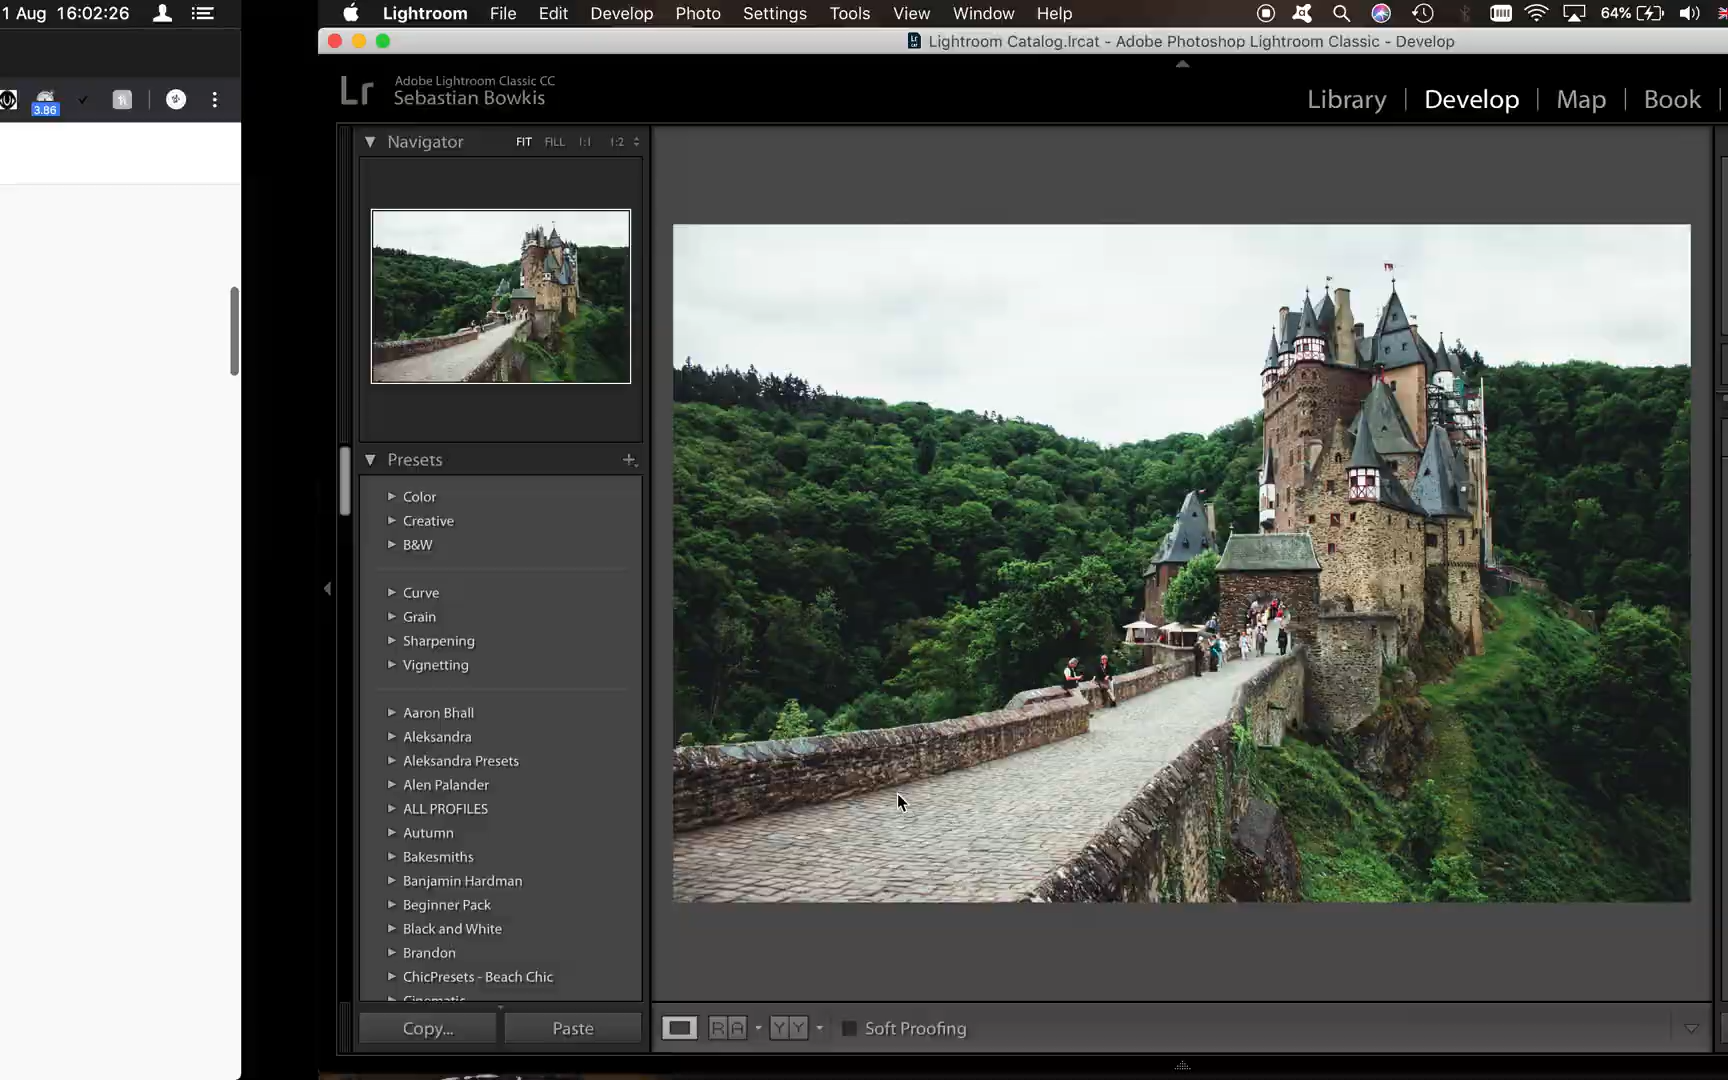 1 Aug 16:02:26
3.86
Lightroom File Edit Develop Photo Settings Tools View Window Help
64%
Lightroom Catalog.lrcat - Adobe Photoshop Lightroom Classic - Develop
Lr
Adobe Lightroom Classic CC
Sebastian Bowkis
Library | Develop | Map | Book |
Navigator FIT FILL 1:1 1:2
Presets
Color
Creative
B&W
Curve
Grain
Sharpening
Vignetting
Aaron Bhall
Aleksandra
Aleksandra Presets
Alen Palander
ALL PROFILES
Autumn
Bakesmiths
Banjamin Hardman
Beginner Pack
Black and White
Brandon
ChicPresets - Beach Chic
Cinematic
Copy... Paste
R A Y Y Soft Proofing